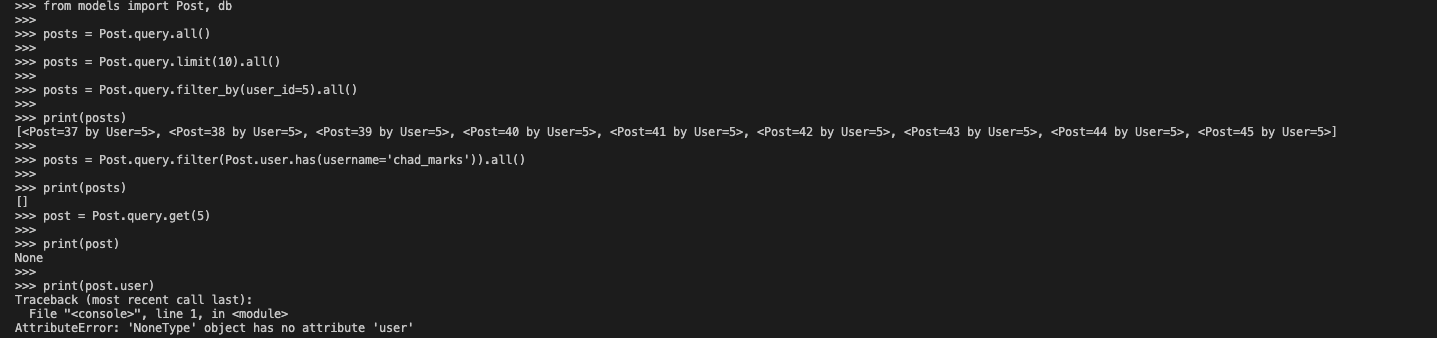 >>> from models import Post, db
>>>
>>> posts = Post.query.all()
>>>
>>> posts = Post.query.limit(10).all()
>>>
>>> posts = Post.query.filter_by(user_id=5).all()
>>>
>>> print(posts)
[<Post=37 by User=5>, <Post=38 by User=5>, <Post=39 by User=5>, <Post=40 by User=5>, <Post=41 by User=5>, <Post=42 by User=5>, <Post=43 by User=5>, <Post=44 by User=5>, <Post=45 by User=5>]
>>>
>>> posts = Post.query.filter(Post.user.has(username='chad_marks')).all()
>>>
>>> print(posts)
[]
>>> post = Post.query.get(5)
>>>
>>> print(post)
None
>>>
>>> print(post.user)
Traceback (most recent call last):
  File "<console>", line 1, in <module>
AttributeError: 'NoneType' object has no attribute 'user'